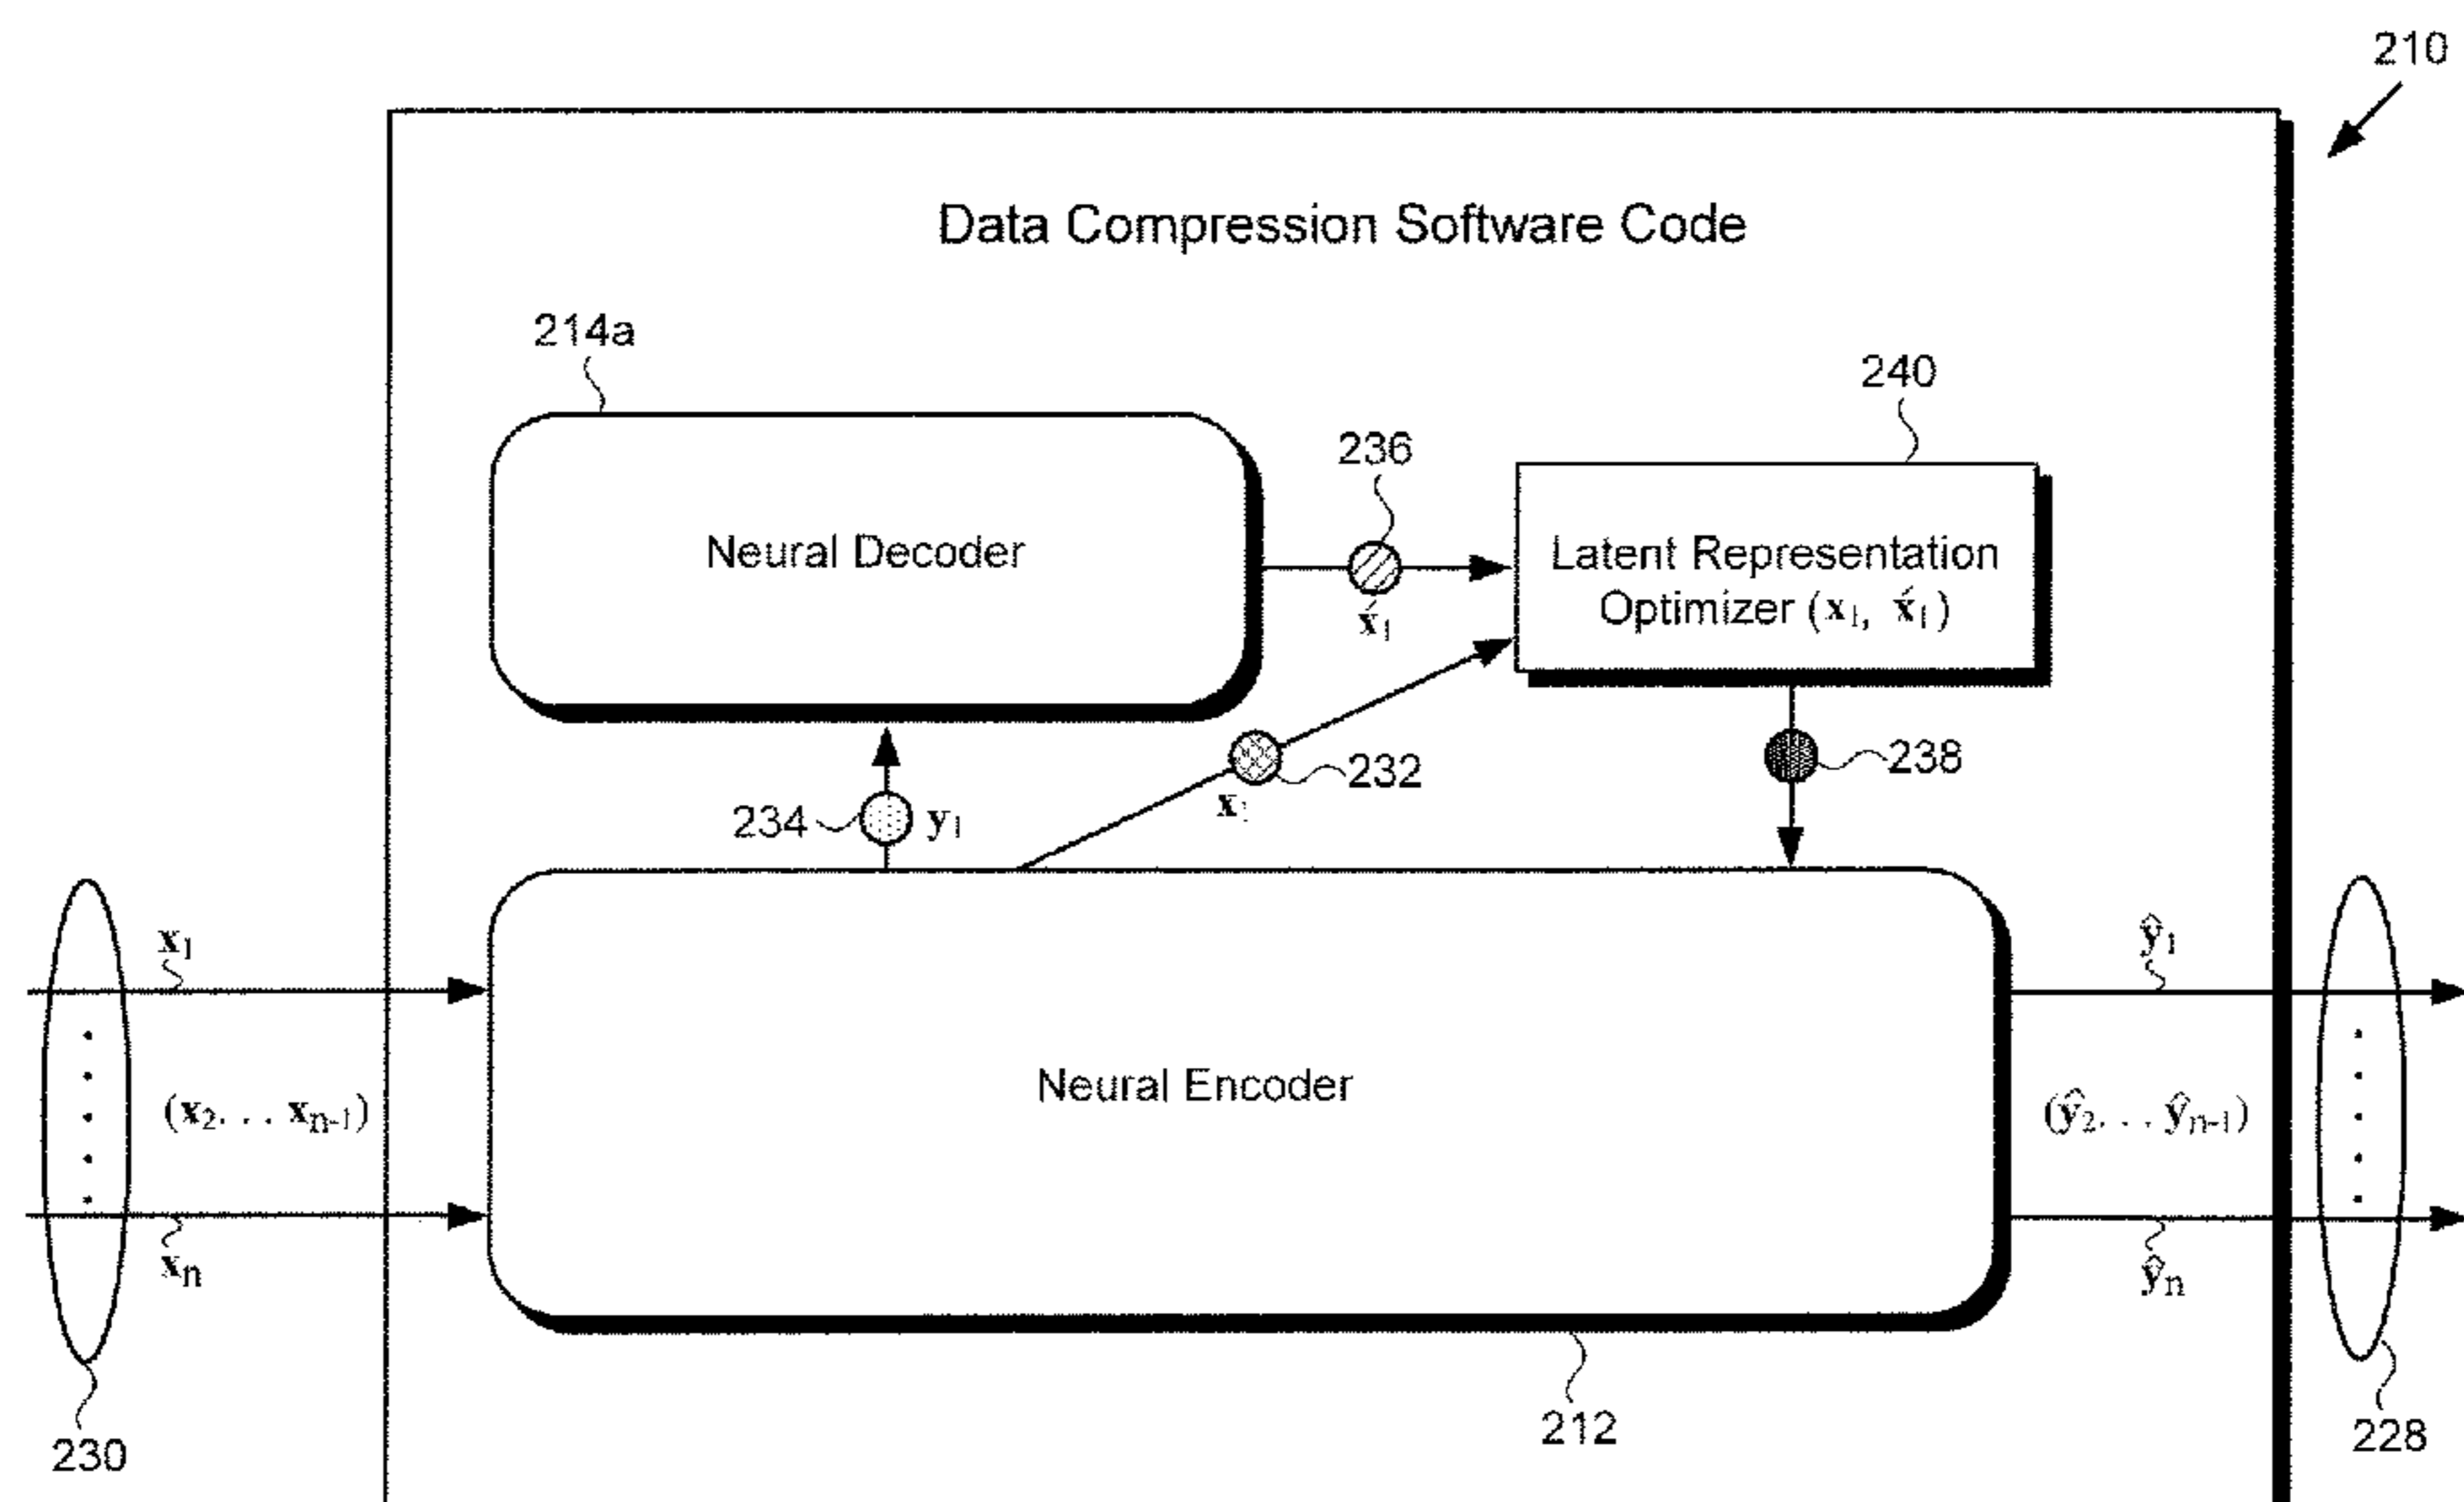 210
Data Compression Software Code
214a
240
236
Neural Decoder
Latent Representation
Optimizer (x₁, x́₁)
x́₁
232
238
x₁
234
y₁
x₁
ŷ₁
(x₂. . . xₙ₋₁)
Neural Encoder
(ŷ₂. . . ŷₙ₋₁)
xₙ
ŷₙ
230
212
228